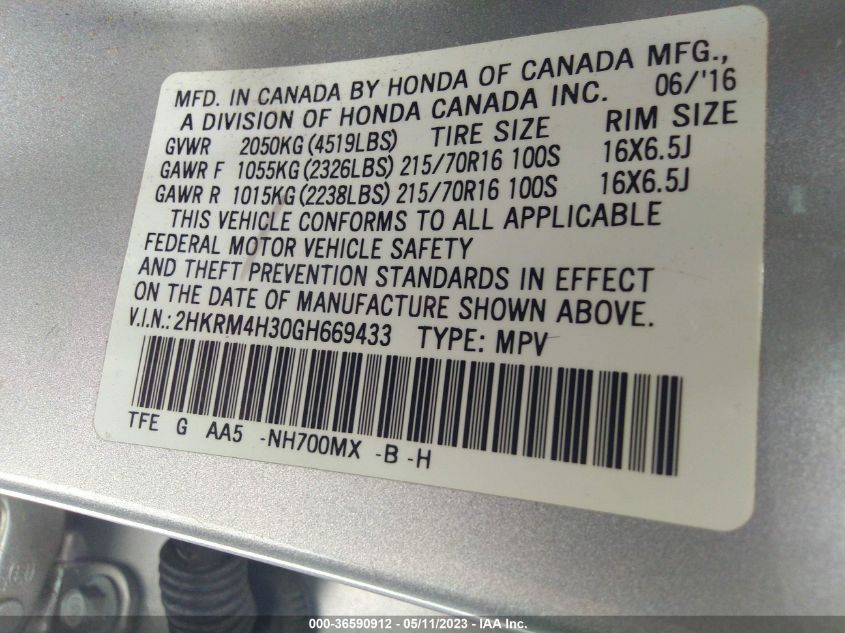 MFD. IN CANADA BY HONDA OF CANADA MFG.,
A DIVISION OF HONDA CANADA INC. 06/'16
GVWR 2050KG (4519LBS) TIRE SIZE RIM SIZE
GAWR F 1055KG (2326LBS) 215/70R16 100S 16X6.5J
GAWR R 1015KG (2238LBS) 215/70R16 100S 16X6.5J
THIS VEHICLE CONFORMS TO ALL APPLICABLE
FEDERAL MOTOR VEHICLE SAFETY
AND THEFT PREVENTION STANDARDS IN EFFECT
ON THE DATE OF MANUFACTURE SHOWN ABOVE.
V.I.N.: 2HKRM4H30GH669433 TYPE: MPV
TFE G AA5 -NH700MX -B -H
000-36590912 - 05/11/2023 - IAA Inc.